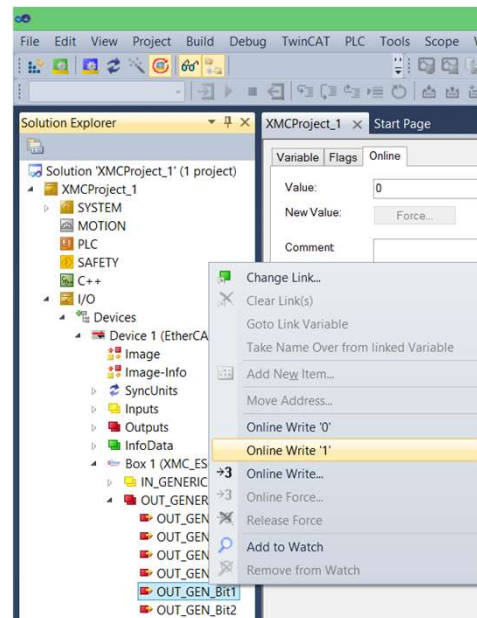 File Edit View Project Build Debug TwinCAT PLC Tools Scope
Solution Explorer
XMCProject_1 Start Page
Solution 'XMCProject_1' (1 project)
XMCProject_1
SYSTEM
MOTION
PLC
SAFETY
C++
I/O
Devices
Device 1 (EtherCA
Image
Image-Info
SyncUnits
Inputs
Outputs
InfoData
Box 1 (XMC_ES
IN_GENERIC
OUT_GENER
OUT_GEN
OUT_GEN
OUT_GEN
OUT_GEN
OUT_GEN_Bit1
OUT_GEN_Bit2
Variable Flags Online
Value: 0
New Value: Force...
Comment:
Change Link...
Clear Link(s)
Goto Link Variable
Take Name Over from linked Variable
Add New Item...
Move Address...
Online Write '0'
Online Write '1'
→3 Online Write...
→3 Online Force...
Release Force
Add to Watch
Remove from Watch